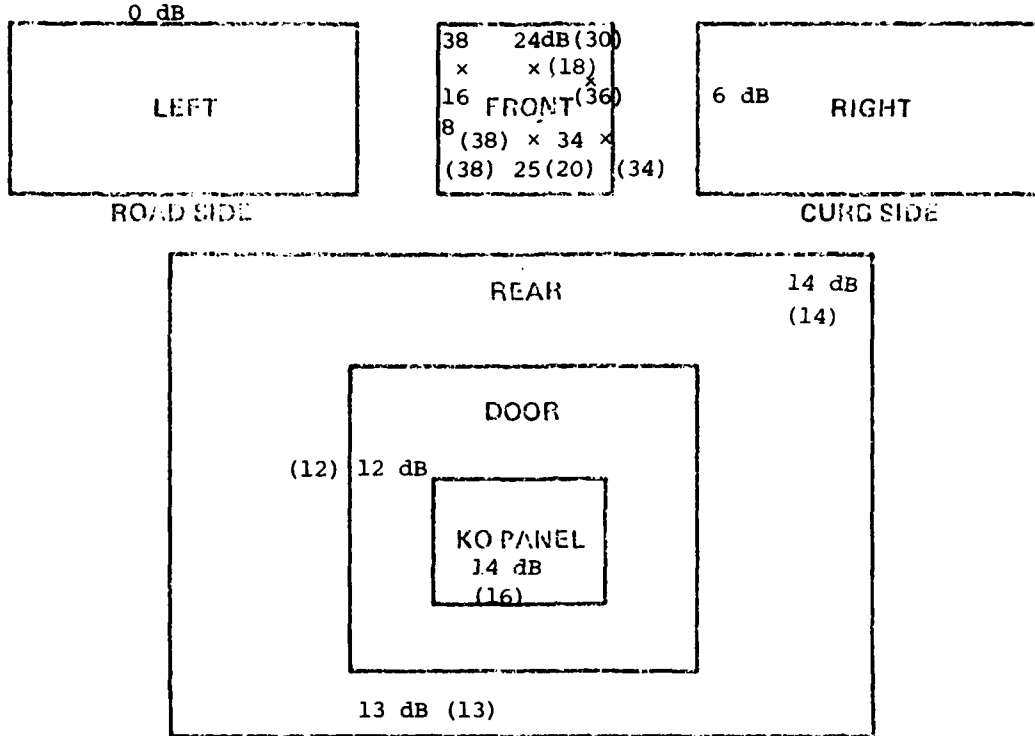 0 dB
LEFT
ROAD SIDE
38 24dB(30)
× ×(18)
×
16 (36)
FRONT
8 (38) × 34 ×
(38) 25(20) (34)
6 dB
RIGHT
CURB SIDE
REAR
14 dB
(14)
DOOR
(12) 12 dB
KO PANEL
14 dB
(16)
13 dB (13)